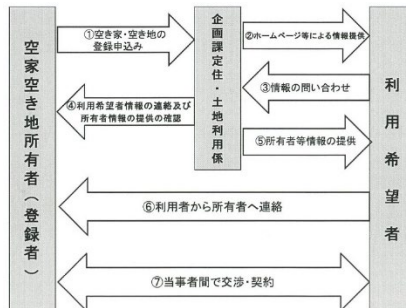 空家空き地所有者（登録者）
①空き家・空き地の
登録申込み
企画課定住・土地利用係
②ホームページ等による情報提供
利用希望者
③情報の問い合わせ
④利用希望者情報の連絡及び
所有者情報の提供の確認
⑤所有者等情報の提供
⑥利用者から所有者へ連絡
⑦当事者間で交渉・契約